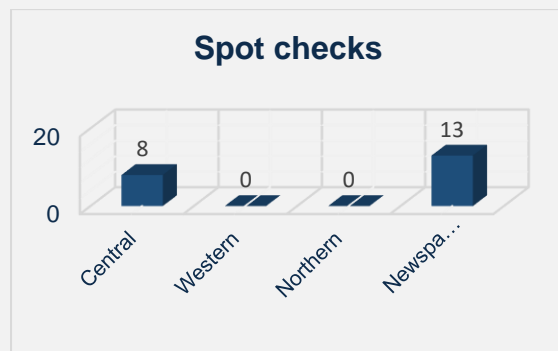 Spot checks
20
0
8
0
0
13
Central
Western
Northern
Newspa…